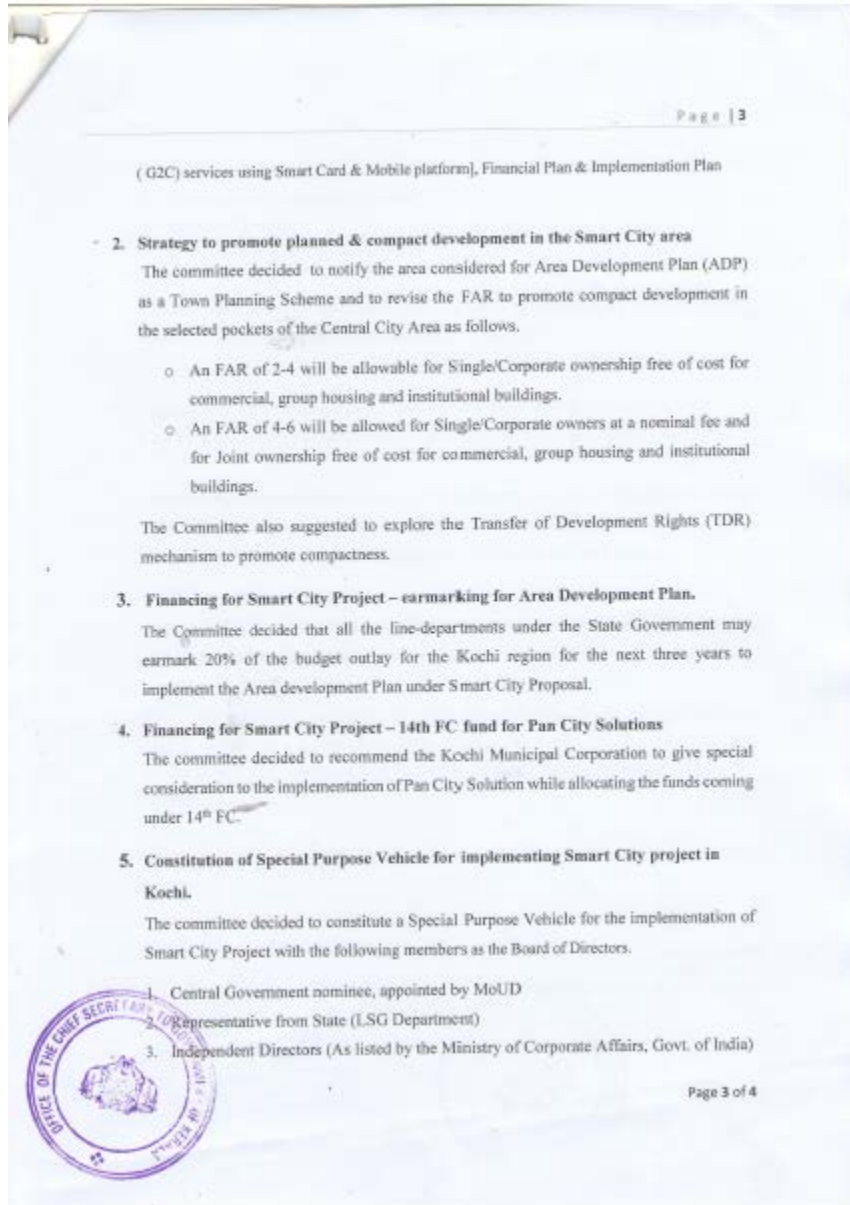 Page | 3
( G2C) services using Smart Card & Mobile platform], Financial Plan & Implementation Plan
2. Strategy to promote planned & compact development in the Smart City area
The committee decided to notify the area considered for Area Development Plan (ADP)
as a Town Planning Scheme and to revise the FAR to promote compact development in
the selected pockets of the Central City Area as follows.
o An FAR of 2-4 will be allowable for Single/Corporate ownership free of cost for
commercial, group housing and institutional buildings.
o An FAR of 4-6 will be allowed for Single/Corporate owners at a nominal fee and
for Joint ownership free of cost for commercial, group housing and institutional
buildings.
The Committee also suggested to explore the Transfer of Development Rights (TDR)
mechanism to promote compactness.
3. Financing for Smart City Project – earmarking for Area Development Plan.
The Committee decided that all the line-departments under the State Government may
earmark 20% of the budget outlay for the Kochi region for the next three years to
implement the Area development Plan under Smart City Proposal.
4. Financing for Smart City Project – 14th FC fund for Pan City Solutions
The committee decided to recommend the Kochi Municipal Corporation to give special
consideration to the implementation of Pan City Solution while allocating the funds coming
under 14th FC.
5. Constitution of Special Purpose Vehicle for implementing Smart City project in
Kochi.
The committee decided to constitute a Special Purpose Vehicle for the implementation of
Smart City Project with the following members as the Board of Directors.
1. Central Government nominee, appointed by MoUD
2. Representative from State (LSG Department)
3. Independent Directors (As listed by the Ministry of Corporate Affairs, Govt. of India)
Page 3 of 4
OFFICE OF THE CHIEF SECRETARY TO OF KERALA